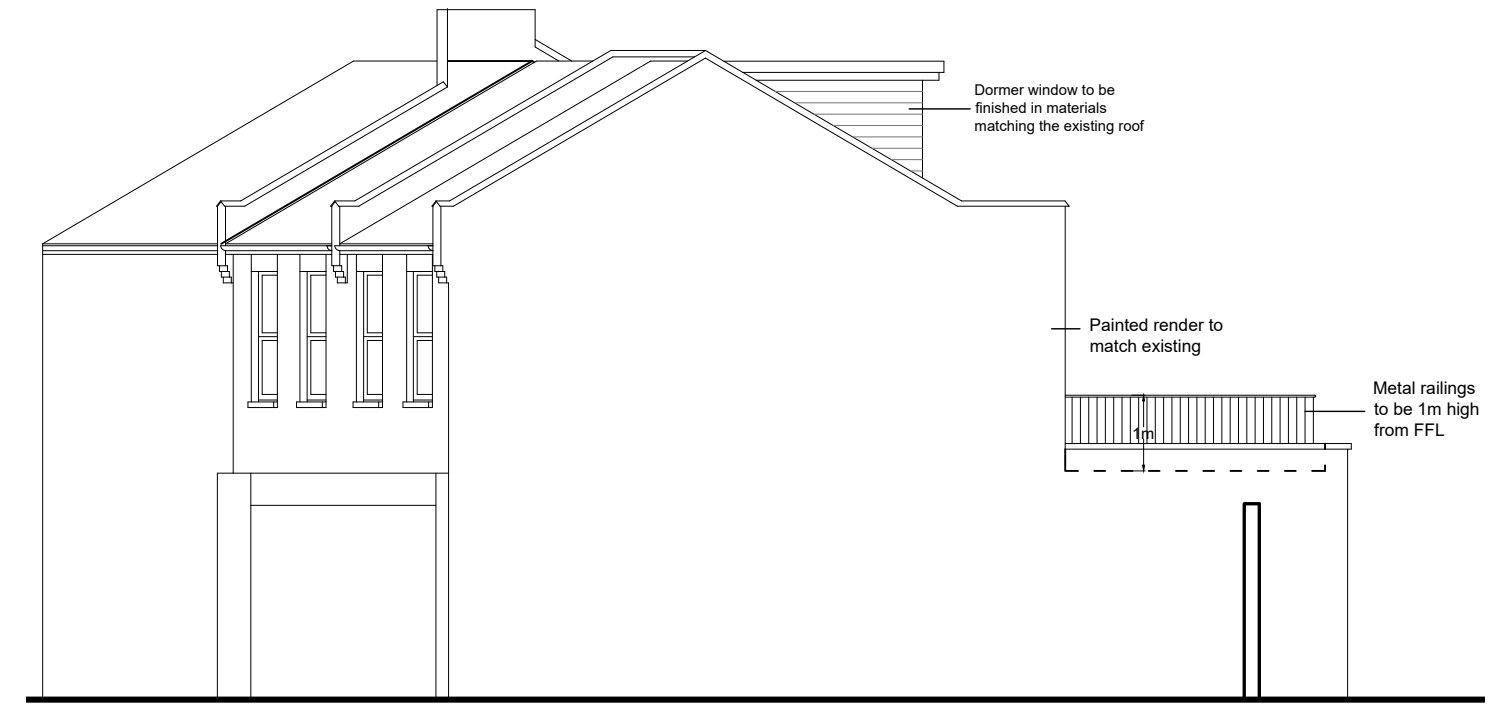 Dormer window to be
finished in materials
matching the existing roof
Painted render to
match existing
Metal railings
to be 1m high
from FFL
1m